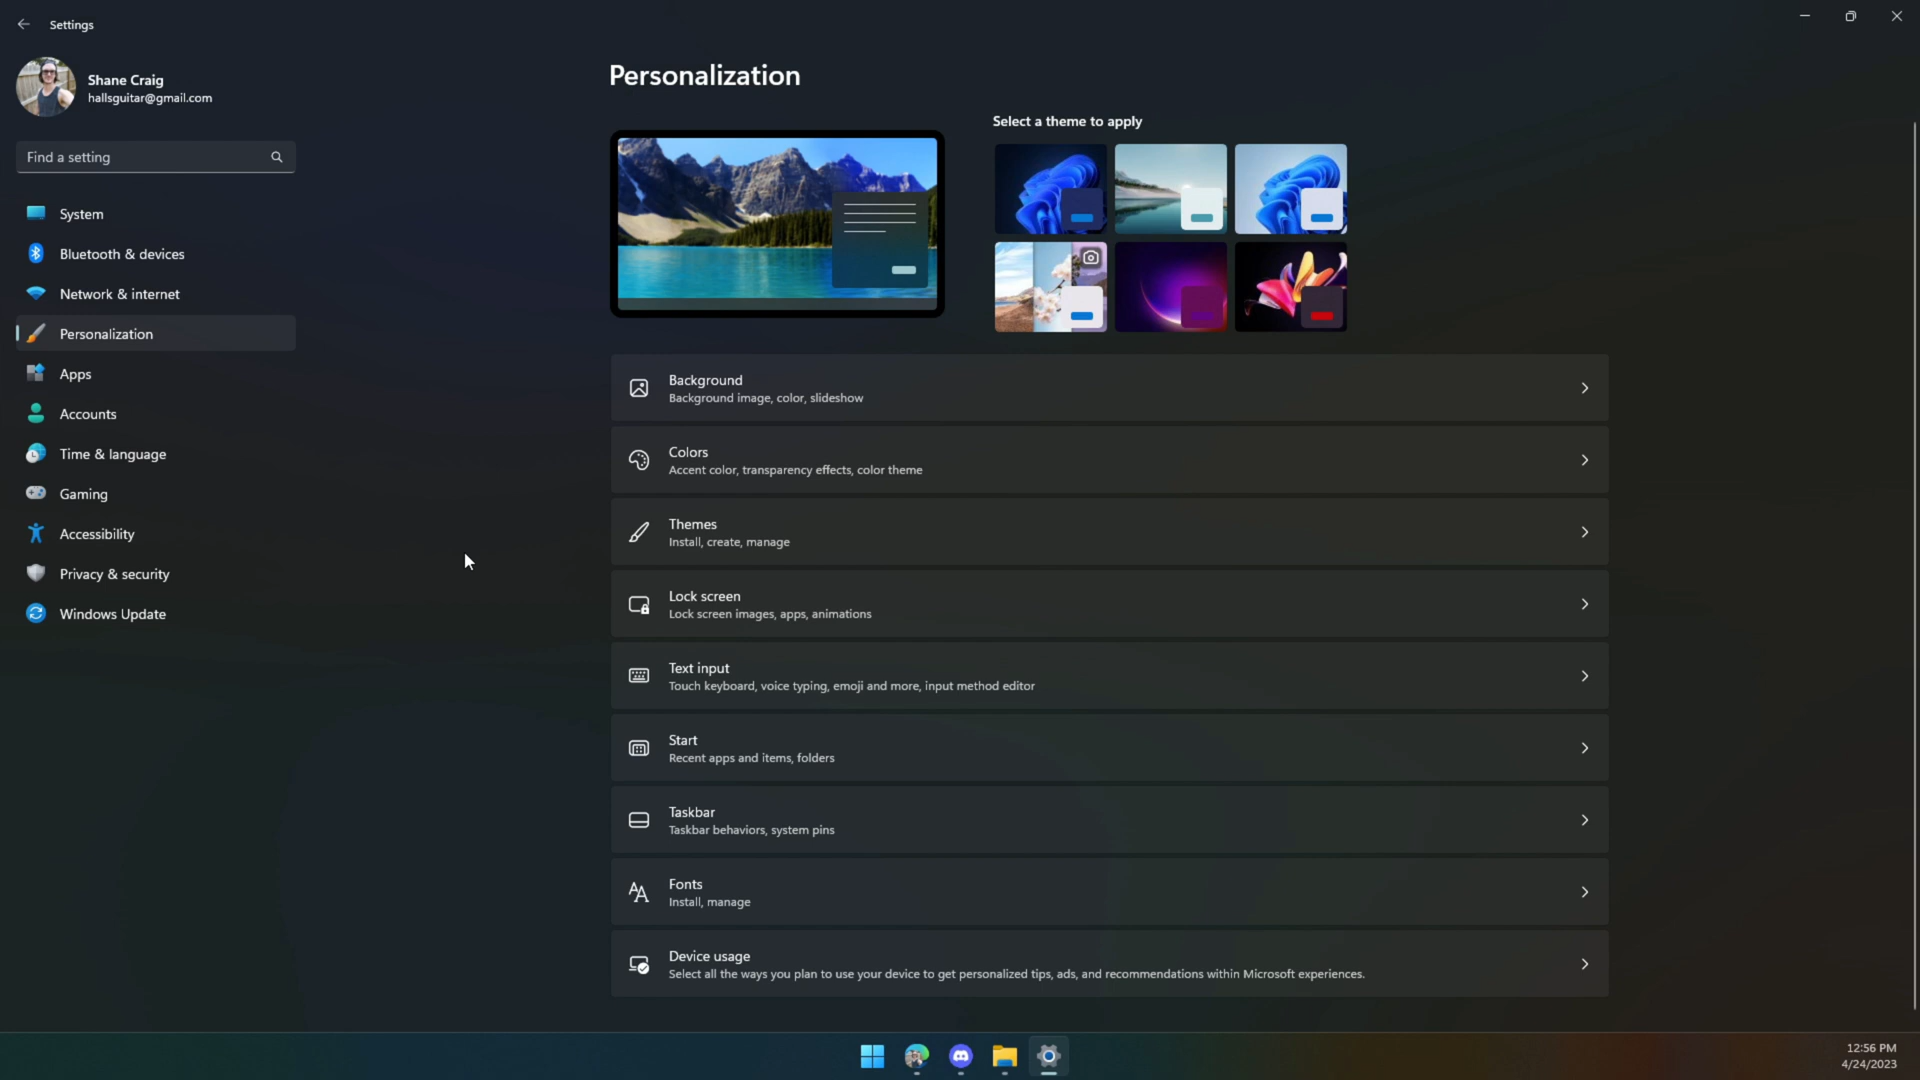 Settings
Shane Craig
hallsguitar@gmail.com
Find a setting
System
Bluetooth & devices
Network & internet
Personalization
Apps
Accounts
Time & language
Gaming
Accessibility
Privacy & security
Windows Update
Personalization
Select a theme to apply
Background
Background image, color, slideshow
Colors
Accent color, transparency effects, color theme
Themes
Install, create, manage
Lock screen
Lock screen images, apps, animations
Text input
Touch keyboard, voice typing, emoji and more, input method editor
Start
Recent apps and items, folders
Taskbar
Taskbar behaviors, system pins
Fonts
Install, manage
Device usage
Select all the ways you plan to use your device to get personalized tips, ads, and recommendations within Microsoft experiences.
12:56 PM
4/24/2023